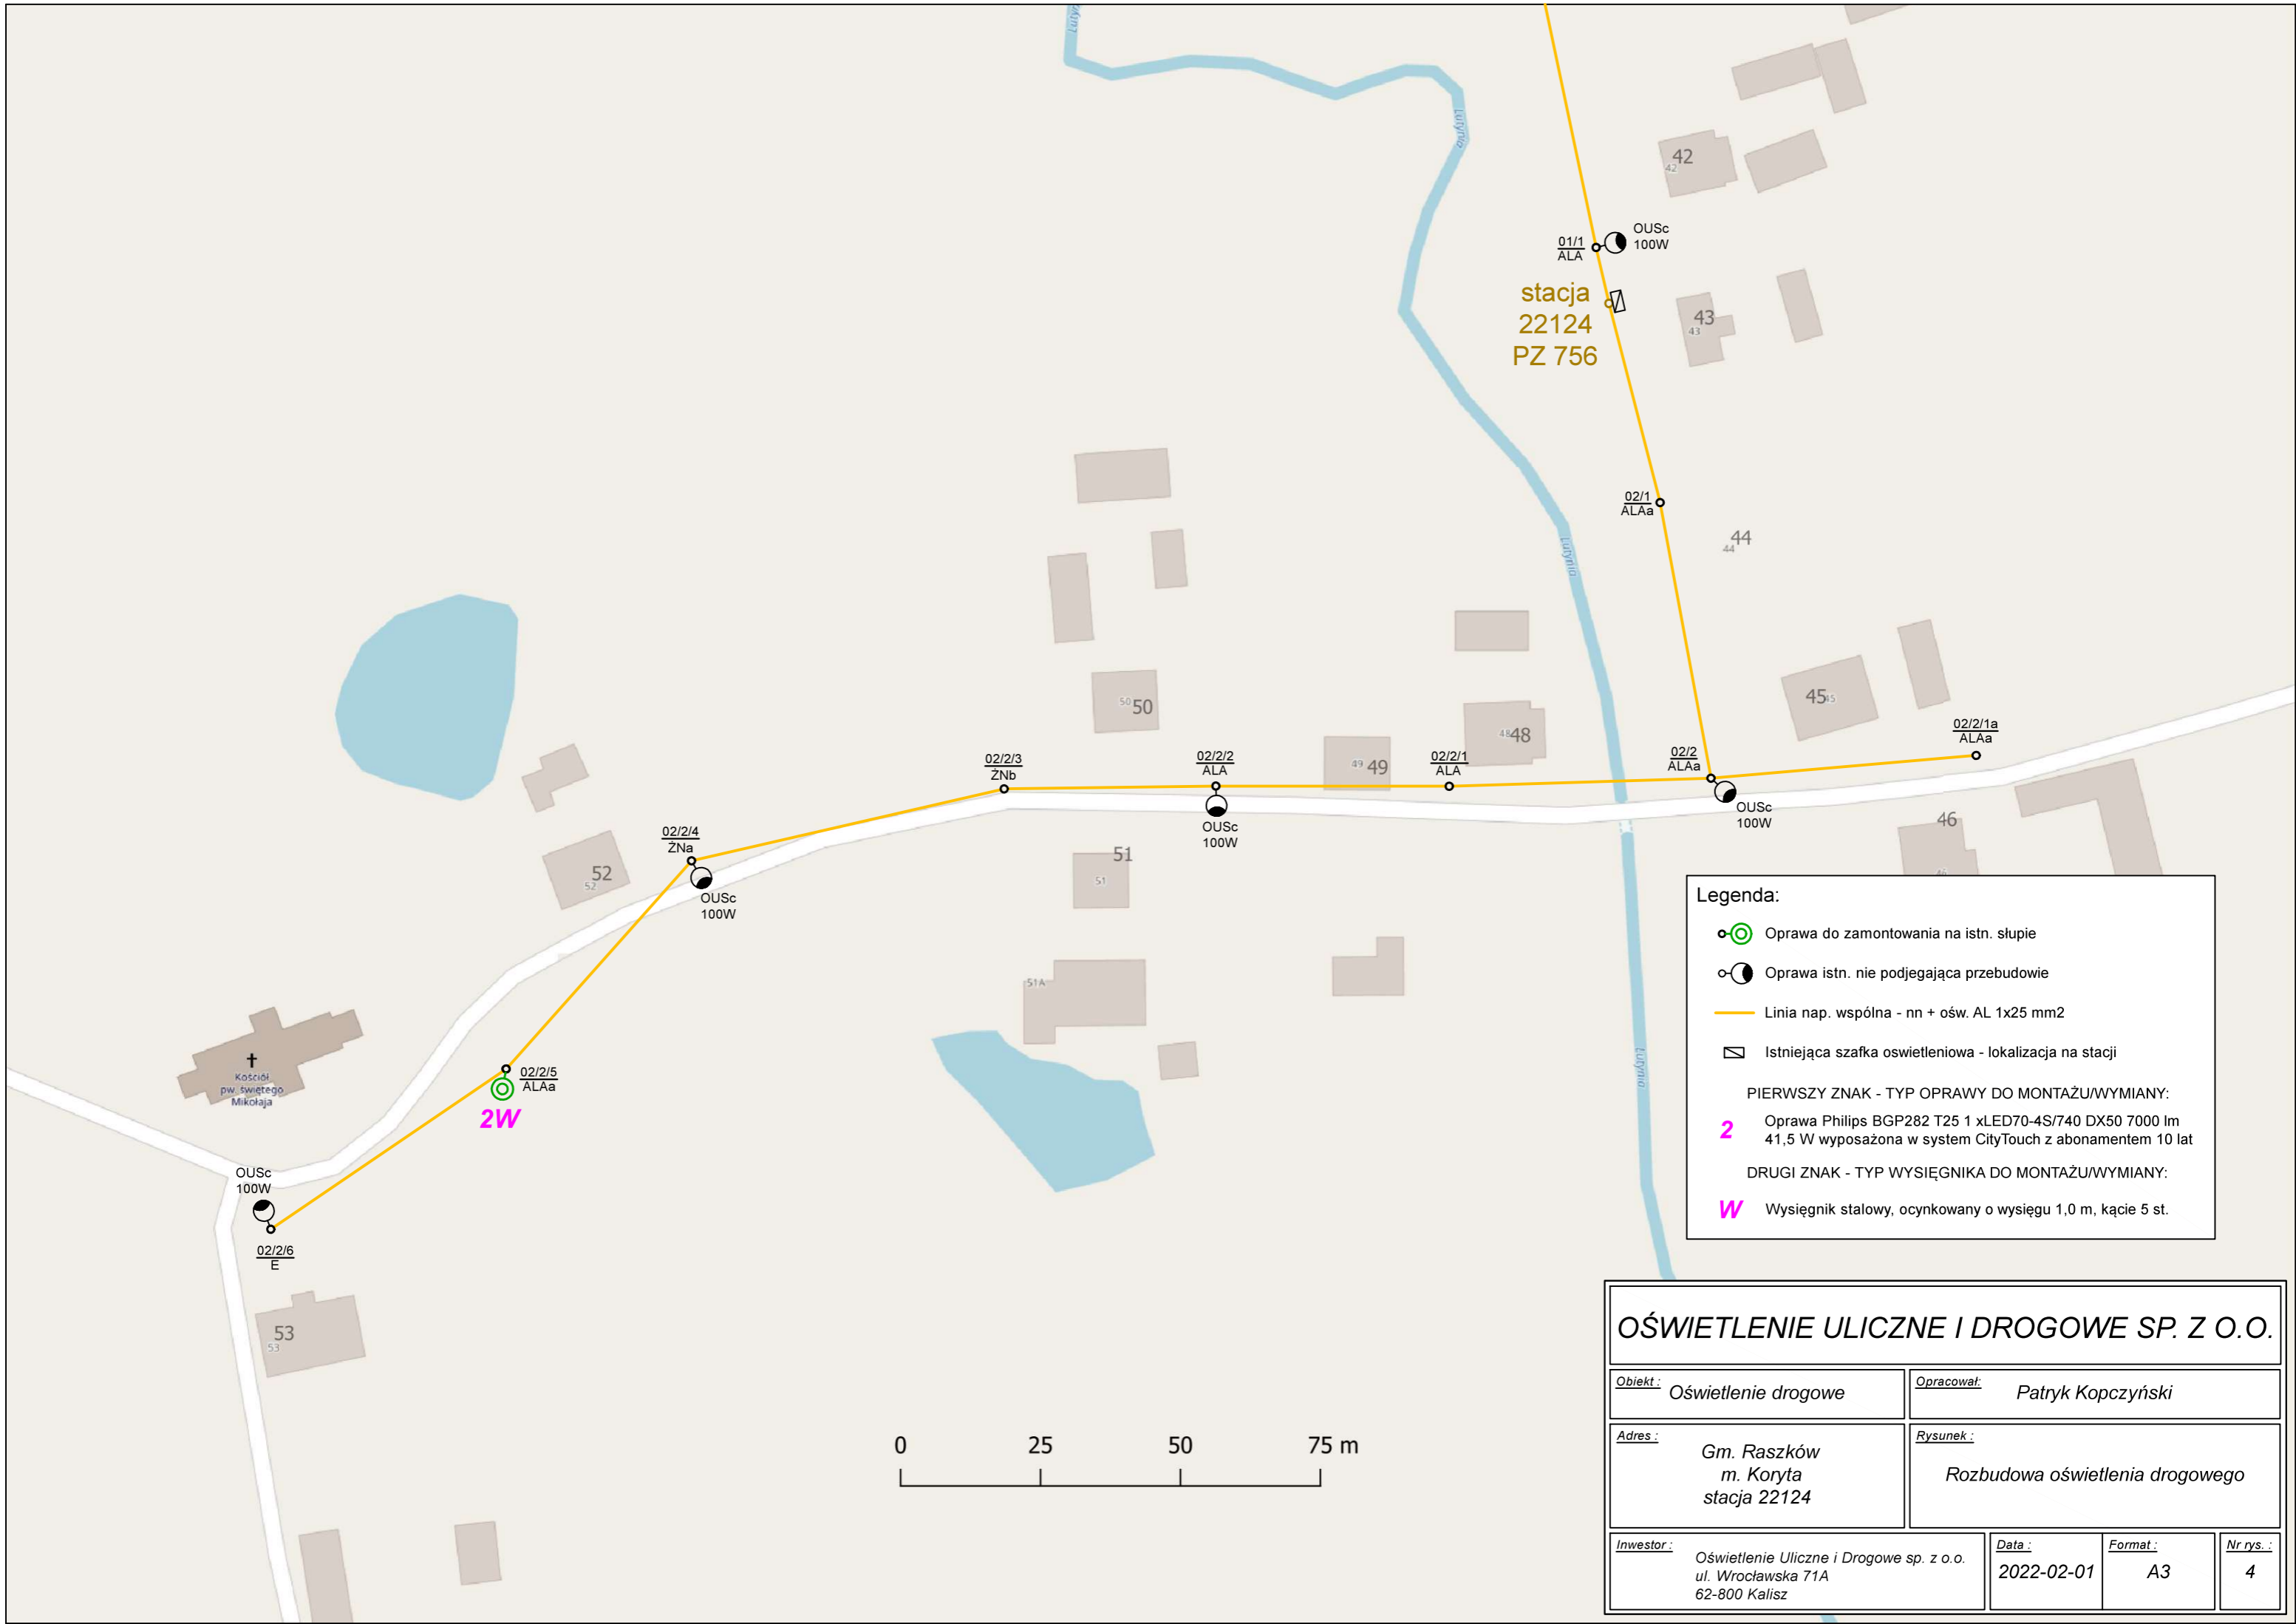 Lutynia
42
42
01/1
ALA
OUSc
100W
stacja
22124
PZ 756
43
43
02/1
ALAa
44
44
Lutynia
45
45
50
50
48
48
49
49
02/2/3
ŻNb
02/2/2
ALA
OUSc
100W
02/2/1
ALA
02/2
ALAa
OUSc
100W
02/2/1a
ALAa
46
46
02/2/4
ŻNa
OUSc
100W
52
52
51
51
51A
Kościół
pw. świętego
Mikołaja
02/2/5
ALAa
2W
OUSc
100W
02/2/6
E
53
53
Lutynia
0 25 50 75 m
Legenda:
Oprawa do zamontowania na istn. słupie
Oprawa istn. nie podjegająca przebudowie
Linia nap. wspólna - nn + ośw. AL 1x25 mm2
Istniejąca szafka oswietleniowa - lokalizacja na stacji
PIERWSZY ZNAK - TYP OPRAWY DO MONTAŻU/WYMIANY:
2 Oprawa Philips BGP282 T25 1 xLED70-4S/740 DX50 7000 lm
41,5 W wyposażona w system CityTouch z abonamentem 10 lat
DRUGI ZNAK - TYP WYSIĘGNIKA DO MONTAŻU/WYMIANY:
W Wysięgnik stalowy, ocynkowany o wysięgu 1,0 m, kącie 5 st.
OŚWIETLENIE ULICZNE I DROGOWE SP. Z O.O.
Obiekt : Oświetlenie drogowe
Opracował: Patryk Kopczyński
Adres :
Gm. Raszków
m. Koryta
stacja 22124
Rysunek :
Rozbudowa oświetlenia drogowego
Inwestor :
Oświetlenie Uliczne i Drogowe sp. z o.o.
ul. Wrocławska 71A
62-800 Kalisz
Data :
2022-02-01
Format :
A3
Nr rys. :
4